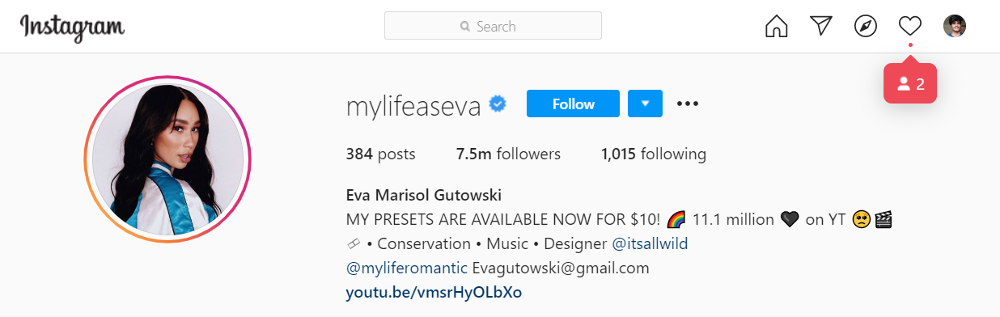 Instagram
Search
2
mylifeaseva Follow
384 posts 7.5m followers 1,015 following
Eva Marisol Gutowski
MY PRESETS ARE AVAILABLE NOW FOR $10! 🌈 11.1 million 🖤 on YT 🥺🎬
• Conservation • Music • Designer @itsallwild
@myliferomantic Evagutowski@gmail.com
youtu.be/vmsrHyOLbXo